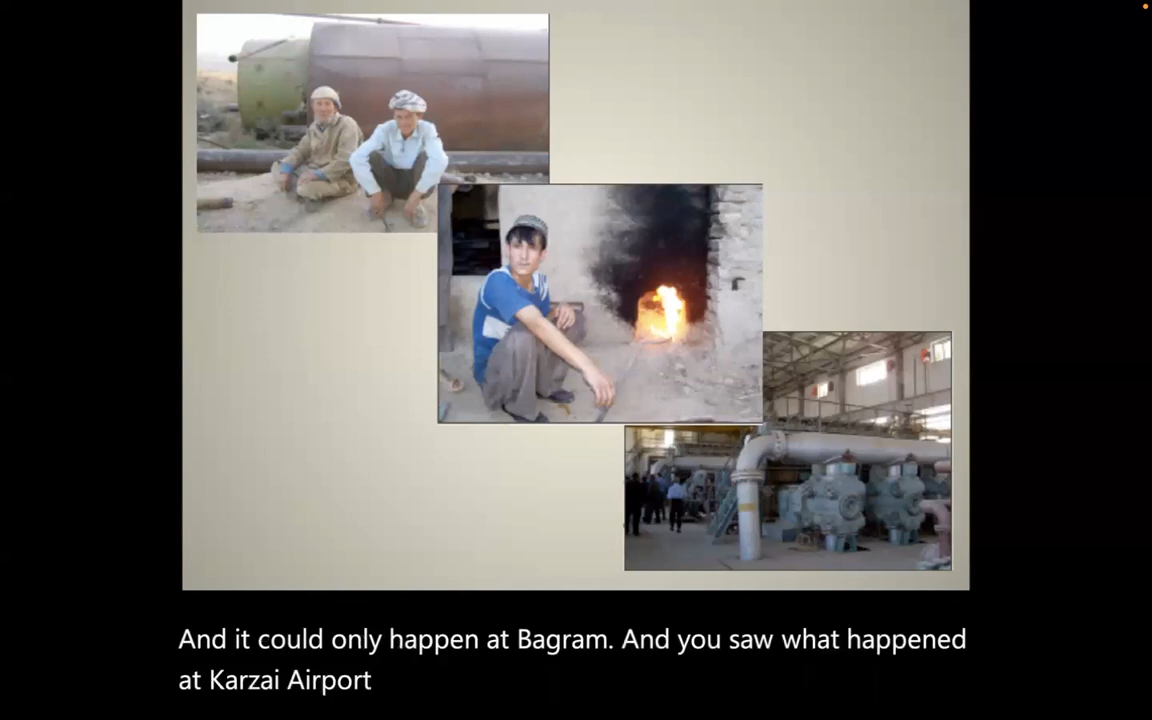 And it could only happen at Bagram. And you saw what happened
at Karzai Airport